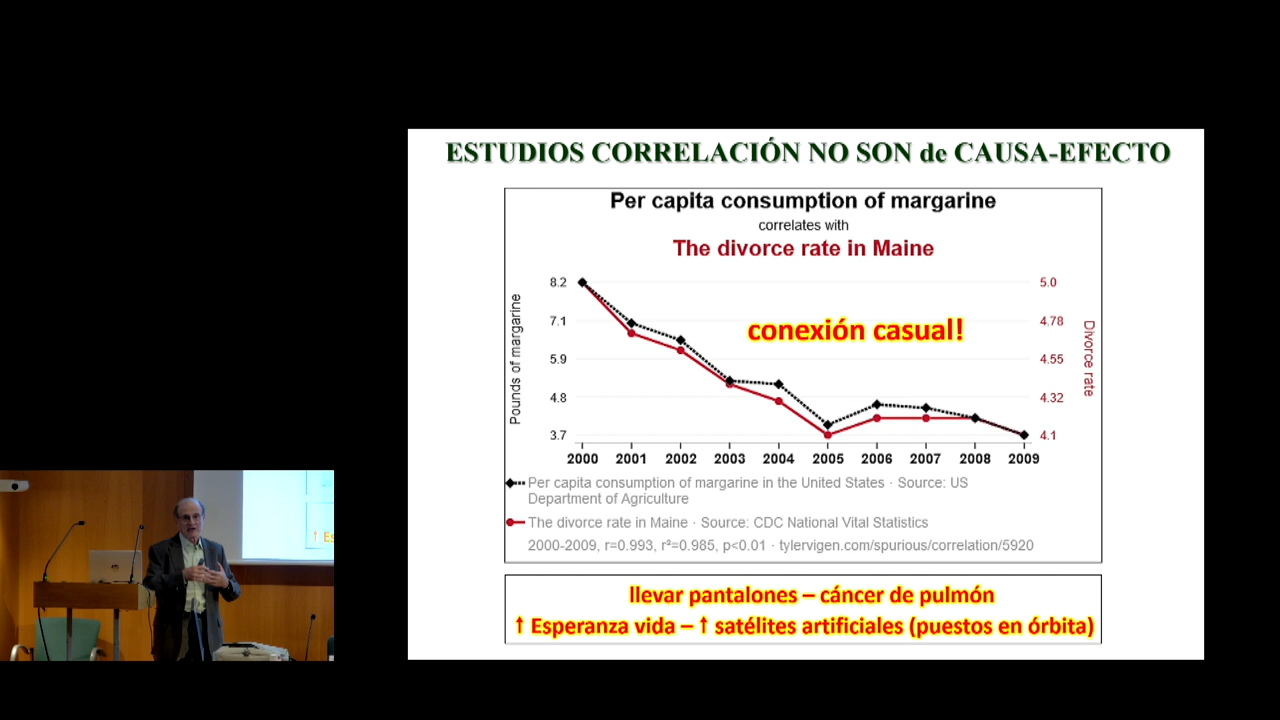 ESTUDIOS CORRELACIÓN NO SON de CAUSA-EFECTO
Per capita consumption of margarine
correlates with
The divorce rate in Maine
Pounds of margarine
8.2
7.1
5.9
4.8
3.7
conexión casual!
5.0
4.78
4.55
4.32
4.1
Divorce rate
2000 2001 2002 2003 2004 2005 2006 2007 2008 2009
Per capita consumption of margarine in the United States · Source: US
Department of Agriculture
The divorce rate in Maine · Source: CDC National Vital Statistics
2000-2009, r=0.993, r²=0.985, p<0.01 · tylervigen.com/spurious/correlation/5920
llevar pantalones – cáncer de pulmón
↑ Esperanza vida – ↑ satélites artificiales (puestos en órbita)
↑ Es